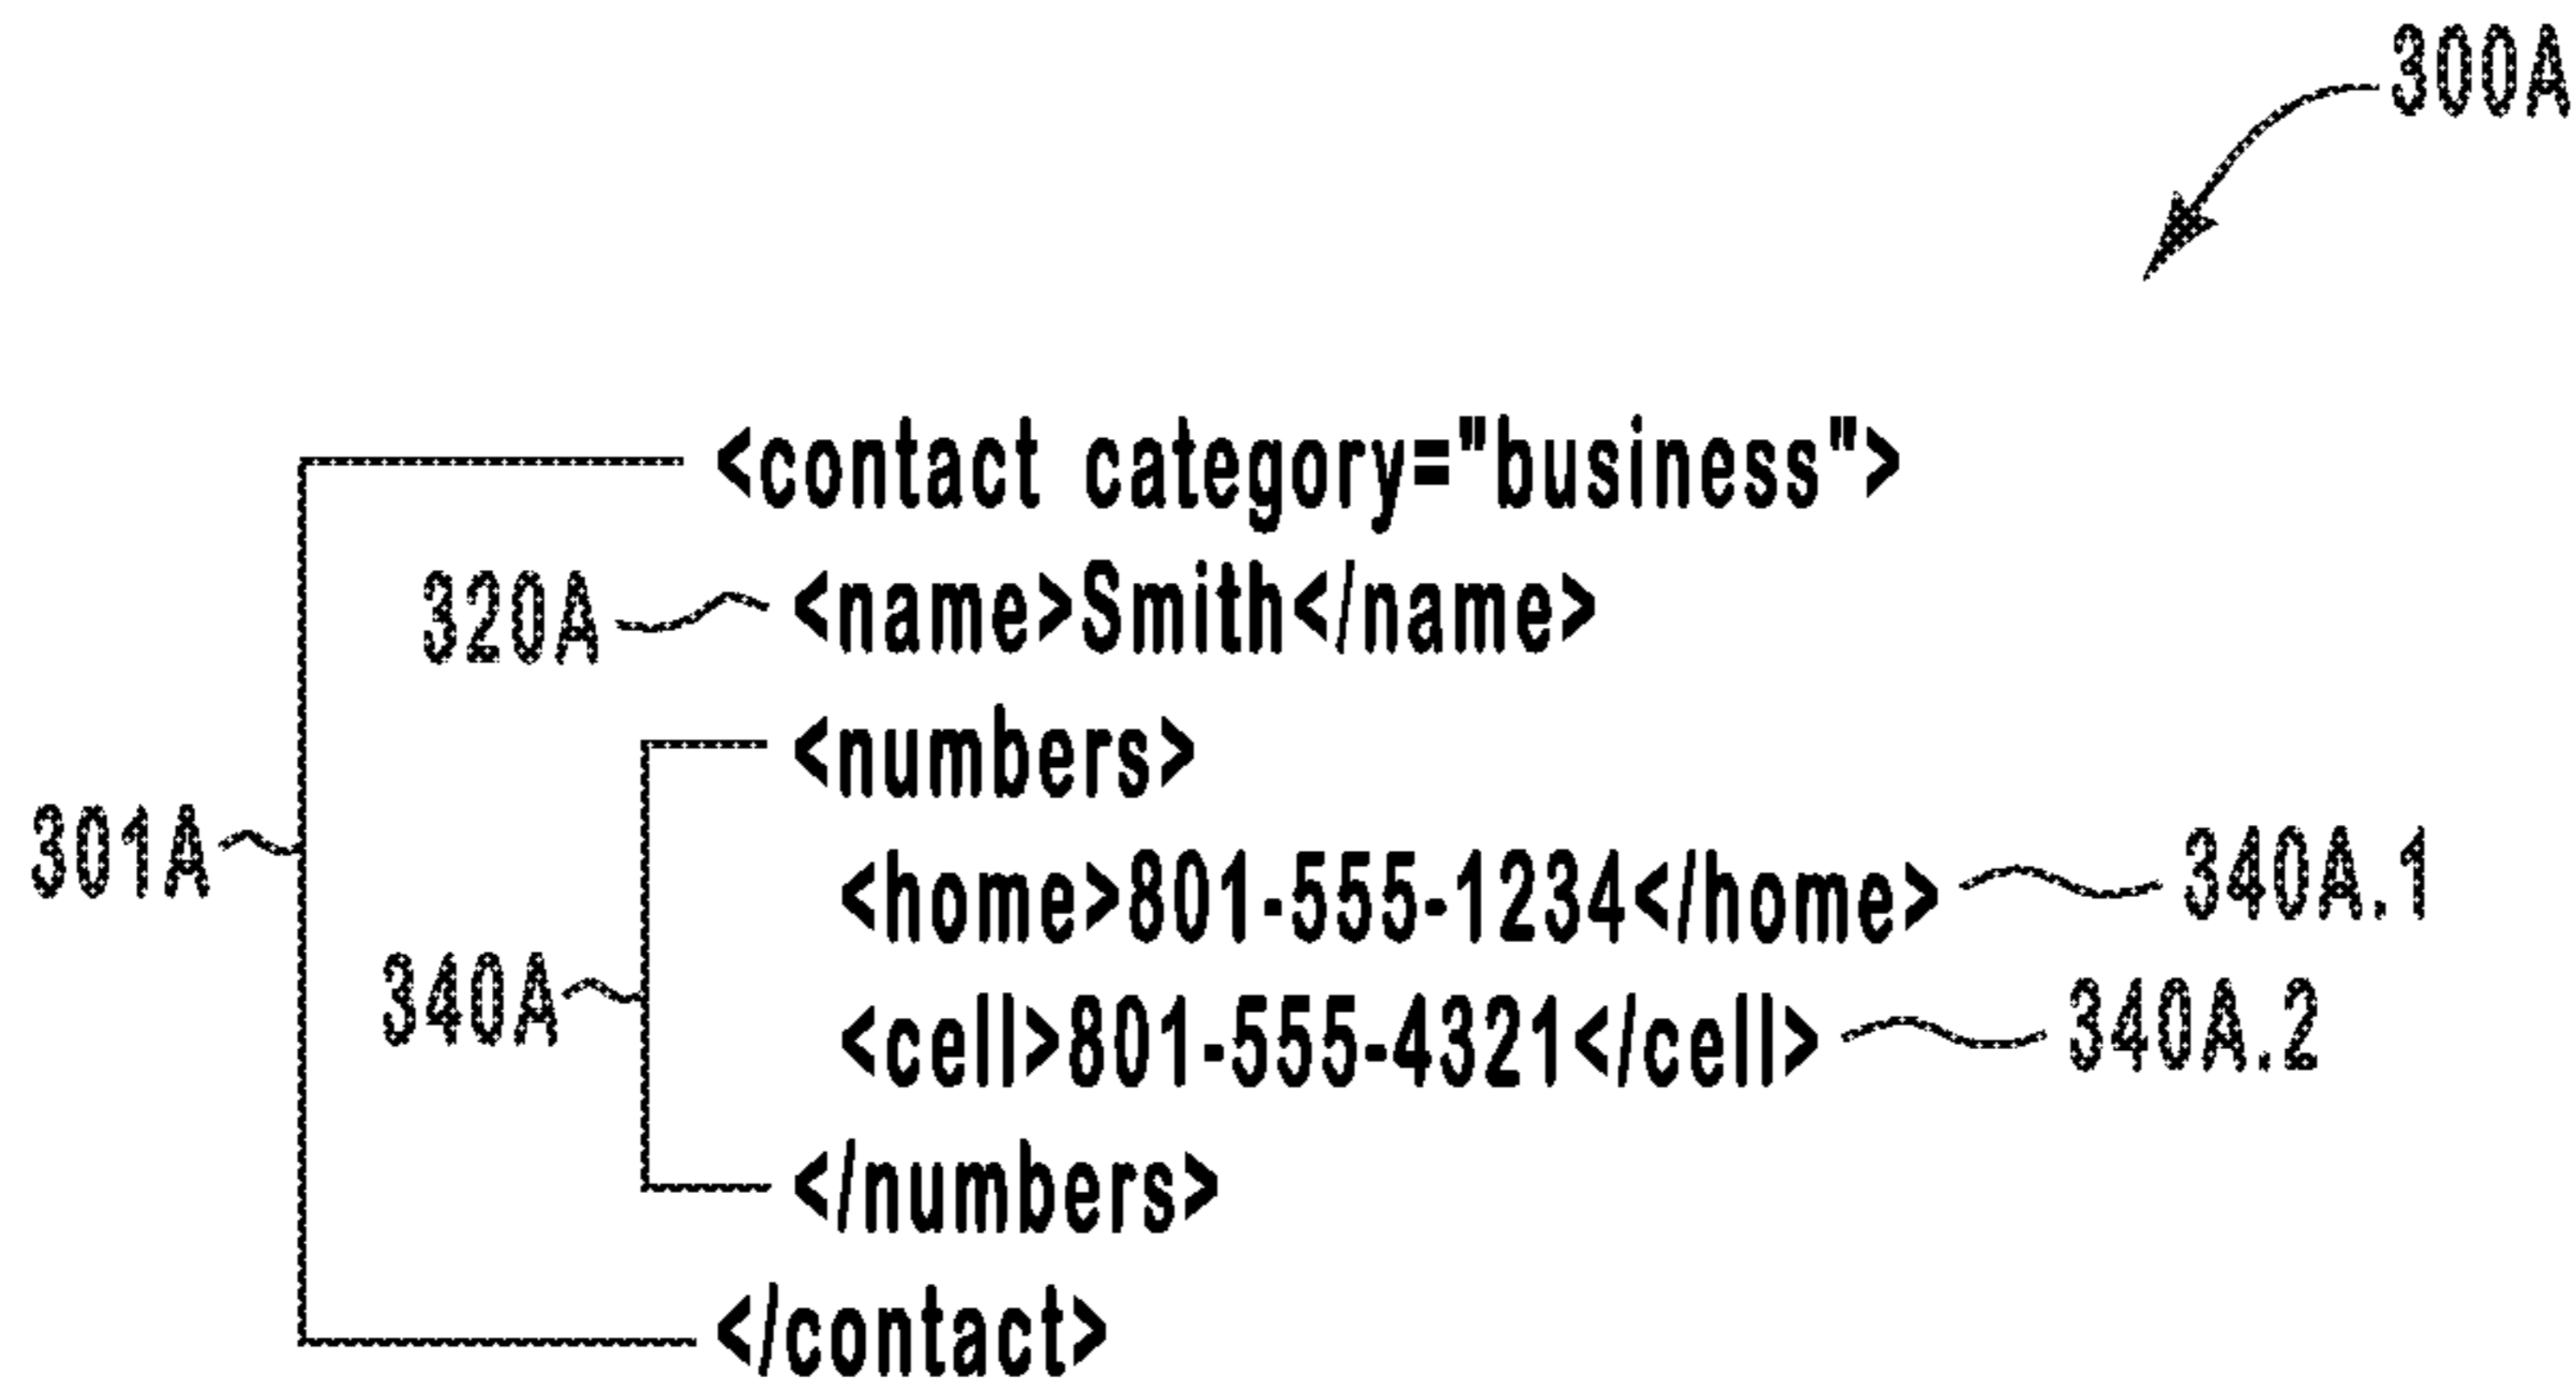 300A
<contact category="business">
320A <name>Smith</name>
<numbers>
301A <home>801-555-1234</home> 340A.1
340A <cell>801-555-4321</cell> 340A.2
</numbers>
</contact>